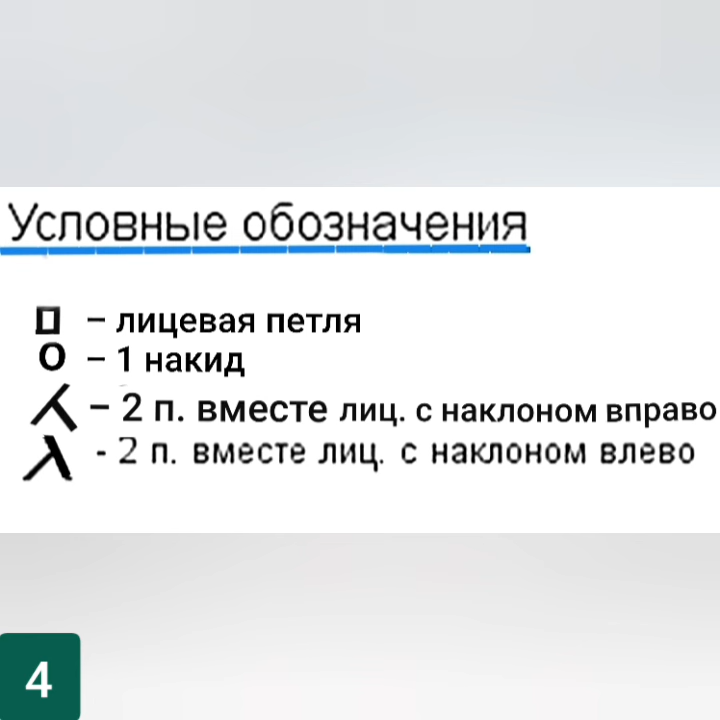 Условные обозначения
□ – лицевая петля
О – 1 накид
⋌ – 2 п. вместе лиц. с наклоном вправо
⋋ - 2 п. вместе лиц. с наклоном влево
4